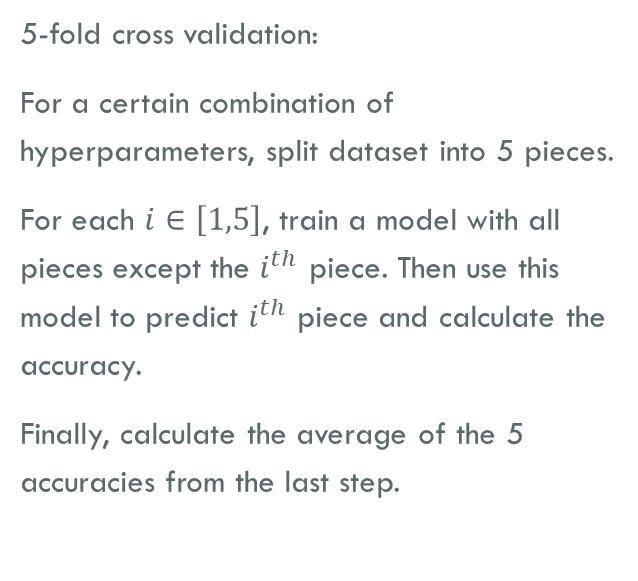 5-fold cross validation:
For a certain combination of
hyperparameters, split dataset into 5 pieces.
For each i ∈ [1,5], train a model with all
pieces except the i^{th} piece. Then use this
model to predict i^{th} piece and calculate the
accuracy.
Finally, calculate the average of the 5
accuracies from the last step.